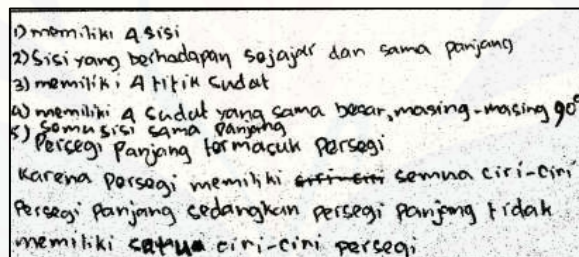 1) memiliki 4 sisi
2) Sisi yang berhadapan sejajar dan sama panjang
3) memiliki 4 titik sudut
4) memiliki 4 sudut yang sama besar, masing-masing 90°
5) Semua sisi sama panjang
Persegi panjang termasuk persegi
karena persegi memiliki semua ciri-ciri
Persegi panjang sedangkan persegi panjang tidak
memiliki satu ciri-ciri persegi